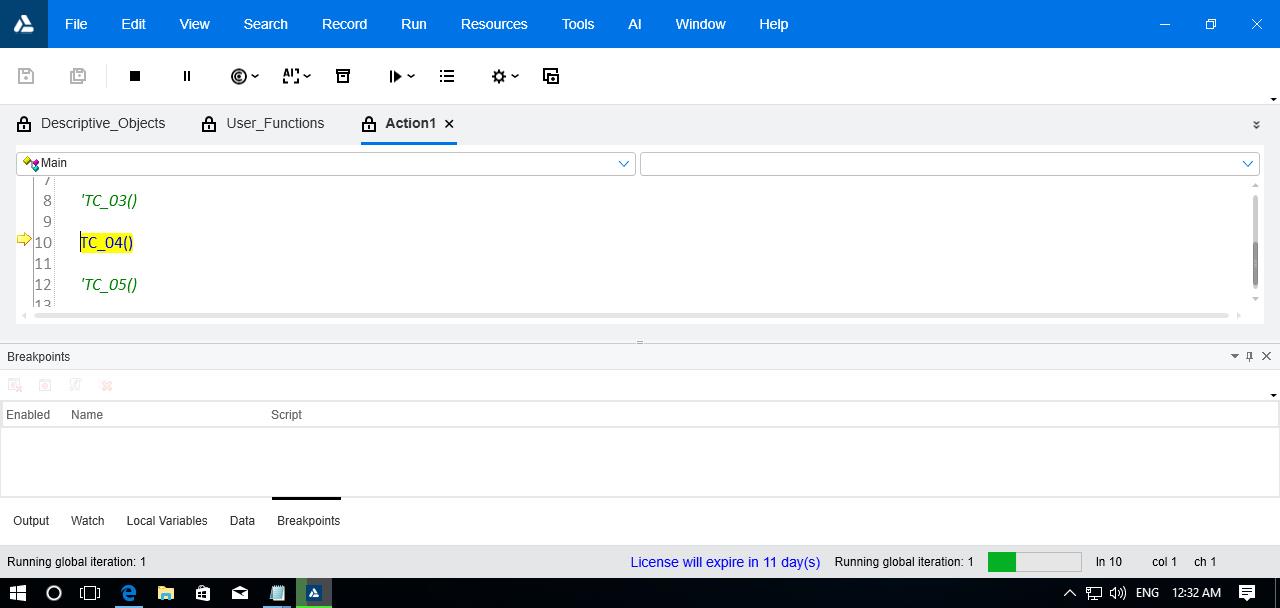 File Edit View Search Record Run Resources Tools AI Window Help
AI
Descriptive_Objects User_Functions Action1
Main
7
8 'TC_03()
9
10 TC_04()
11
12 'TC_05()
13
Breakpoints
Enabled Name Script
Output Watch Local Variables Data Breakpoints
Running global iteration: 1 License will expire in 11 day(s) Running global iteration: 1 ln 10 col 1 ch 1
ENG 12:32 AM